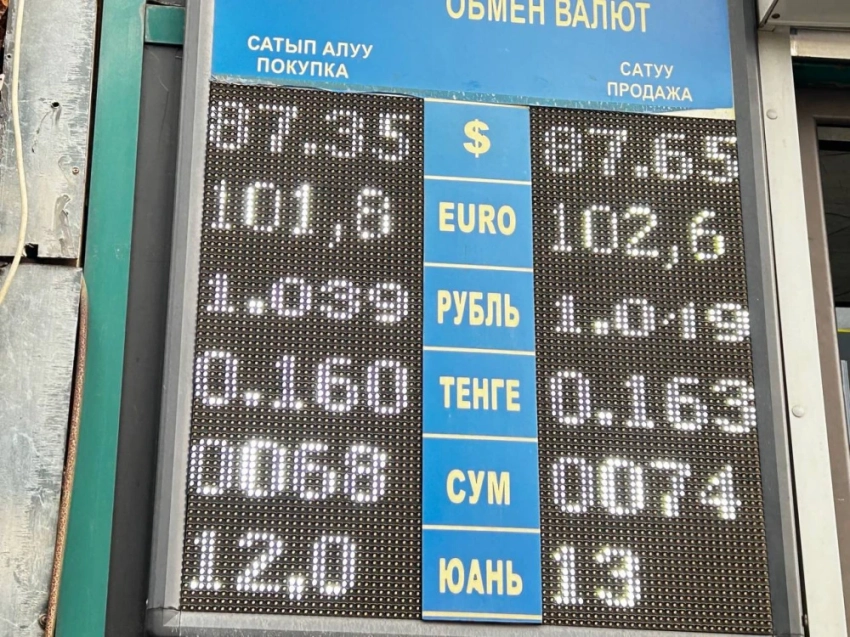 ОБМЕН ВАЛЮТ
САТЫП АЛУУ
ПОКУПКА
САТУУ
ПРОДАЖА
87.35 $ 87.65
101,8 EURO 102,6
1.039 РУБЛЬ 1.049
0.160 ТЕНГЕ 0.163
0068 СУМ 0074
12,0 ЮАНЬ 13